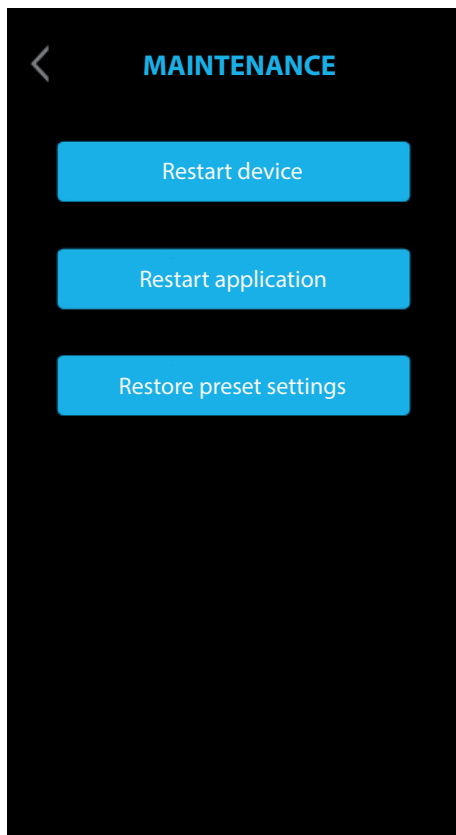 MAINTENANCE
Restart device
Restart application
Restore preset settings